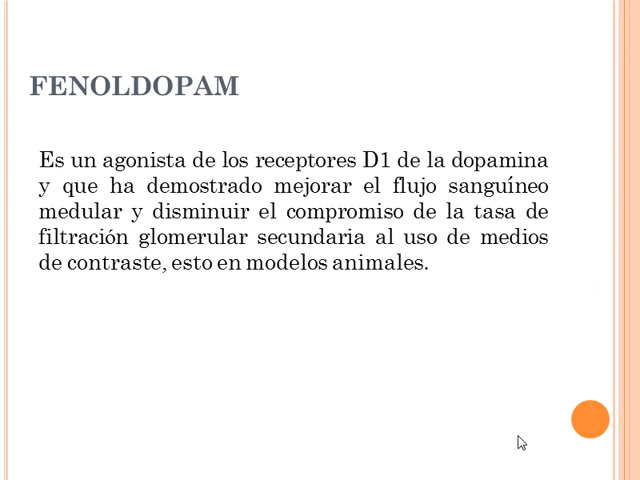 FENOLDOPAM
Es un agonista de los receptores D1 de la dopamina
y que ha demostrado mejorar el flujo sanguíneo
medular y disminuir el compromiso de la tasa de
filtración glomerular secundaria al uso de medios
de contraste, esto en modelos animales.